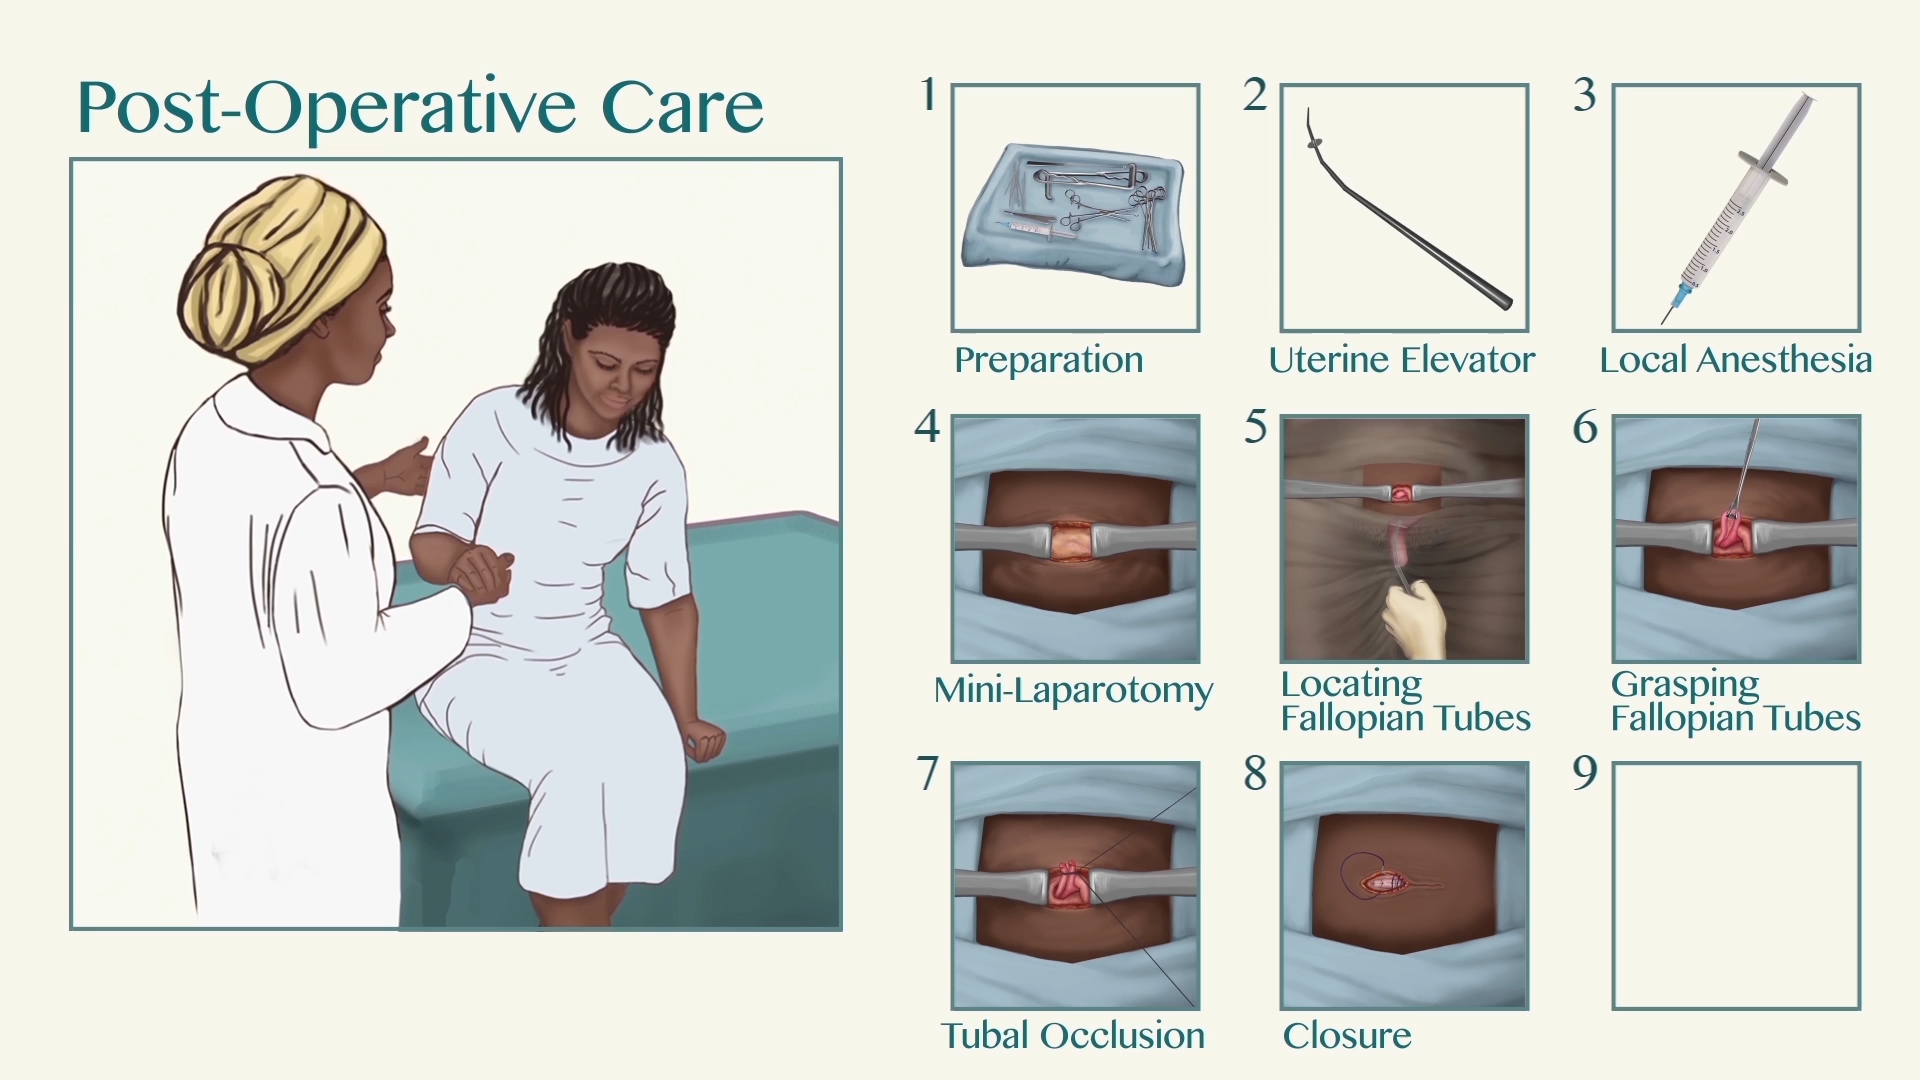 Post-Operative Care
1
Preparation
2
Uterine Elevator
3
Local Anesthesia
4
Mini-Laparotomy
5
Locating
Fallopian Tubes
6
Grasping
Fallopian Tubes
7
Tubal Occlusion
8
Closure
9